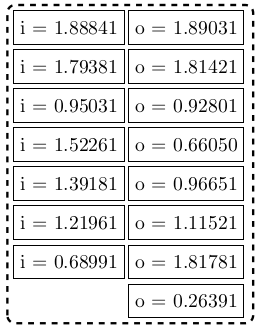 i = 1.88841 o = 1.89031
i = 1.79381 o = 1.81421
i = 0.95031 o = 0.92801
i = 1.52261 o = 0.66050
i = 1.39181 o = 0.96651
i = 1.21961 o = 1.11521
i = 0.68991 o = 1.81781
o = 0.26391